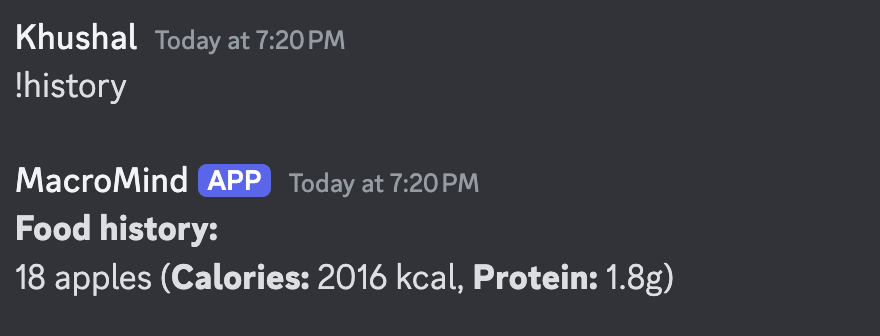 Khushal Today at 7:20 PM
!history
MacroMind APP Today at 7:20 PM
Food history:
18 apples (Calories: 2016 kcal, Protein: 1.8g)